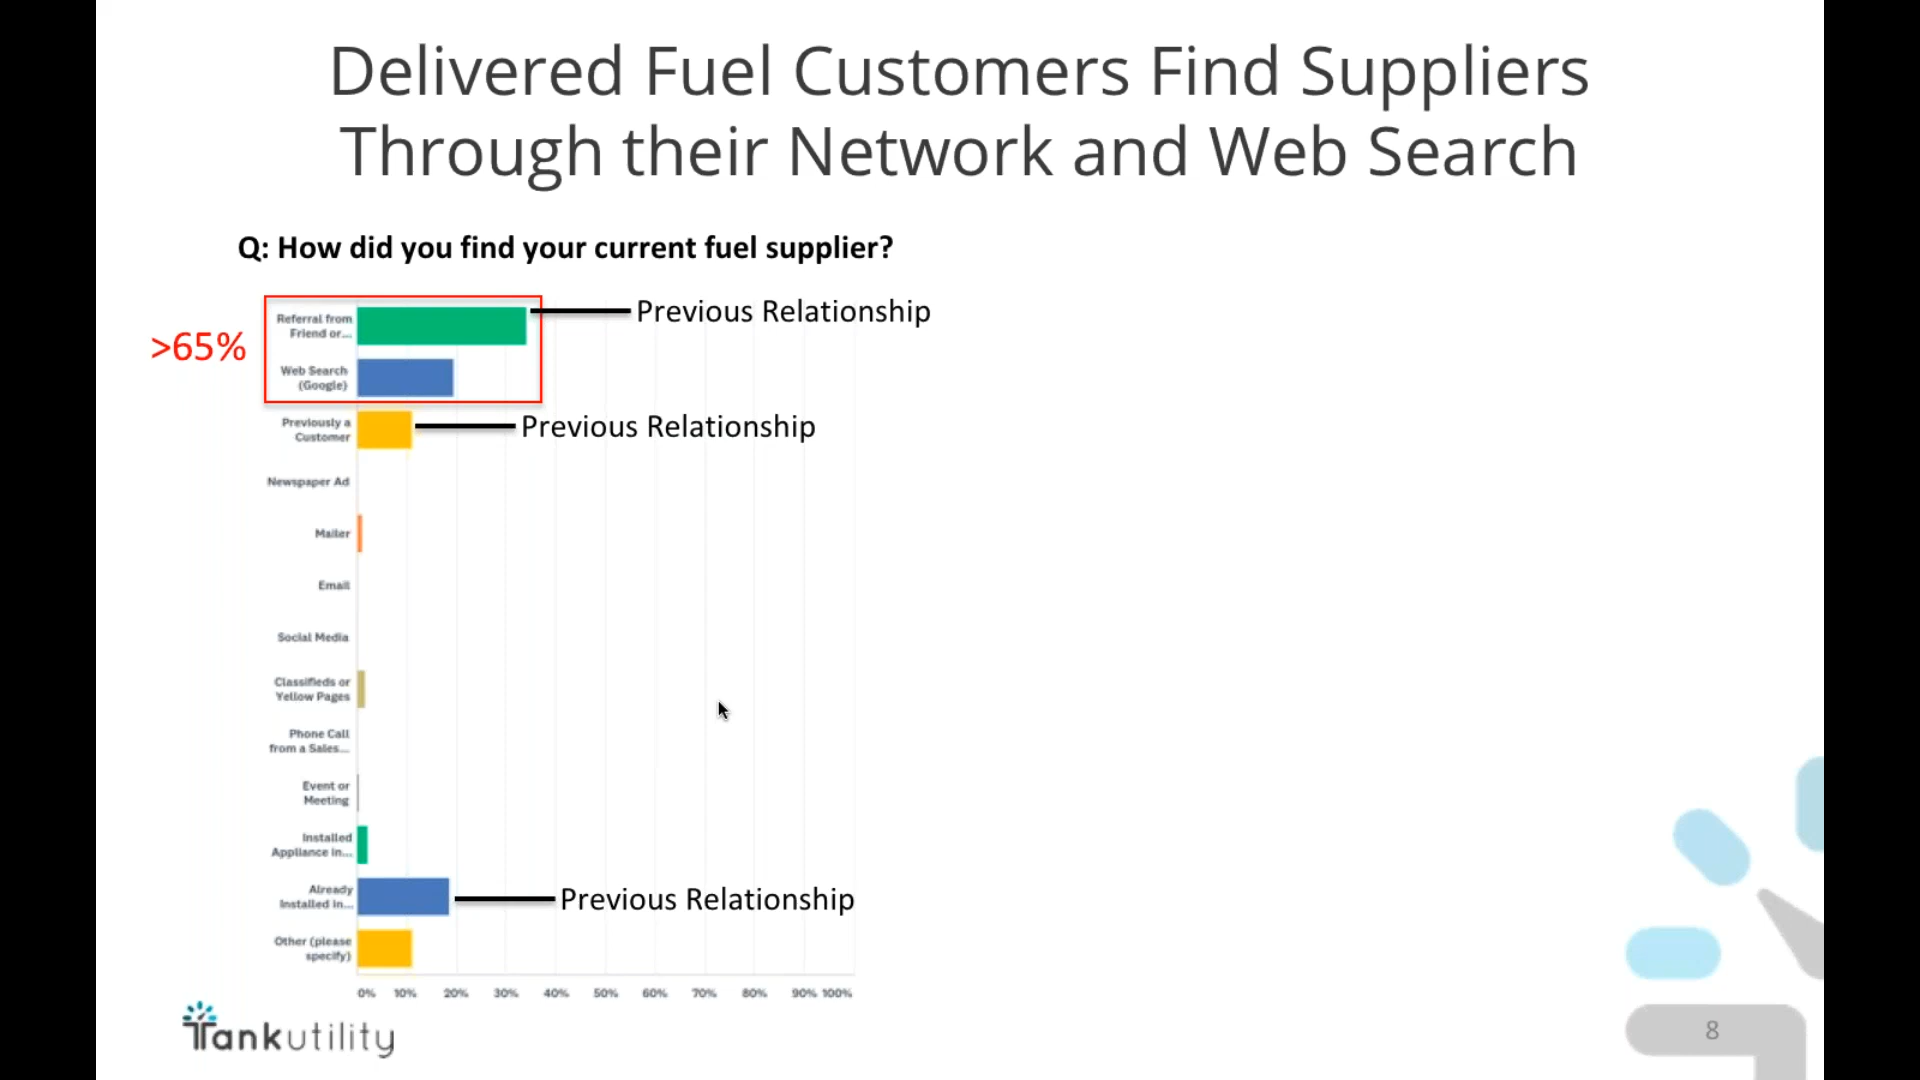 Delivered Fuel Customers Find Suppliers
Through their Network and Web Search
Q: How did you find your current fuel supplier?
>65%
Referral from
Friend or...
Previous Relationship
Web Search
(Google)
Previously a
Customer
Previous Relationship
Newspaper Ad
Mailer
Email
Social Media
Classifieds or
Yellow Pages
Phone Call
from a Sales...
Event or
Meeting
Installed
Appliance in...
Already
Installed in...
Previous Relationship
Other (please
specify)
0% 10% 20% 30% 40% 50% 60% 70% 80% 90% 100%
Tankutility
8